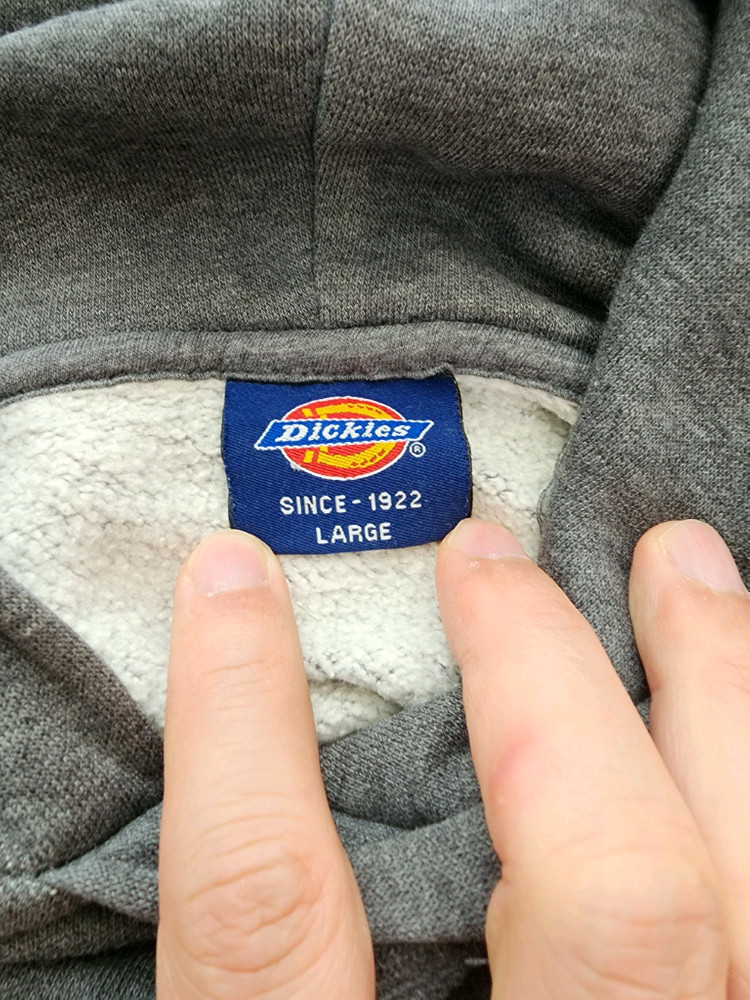 Dickies ®
SINCE - 1922
LARGE